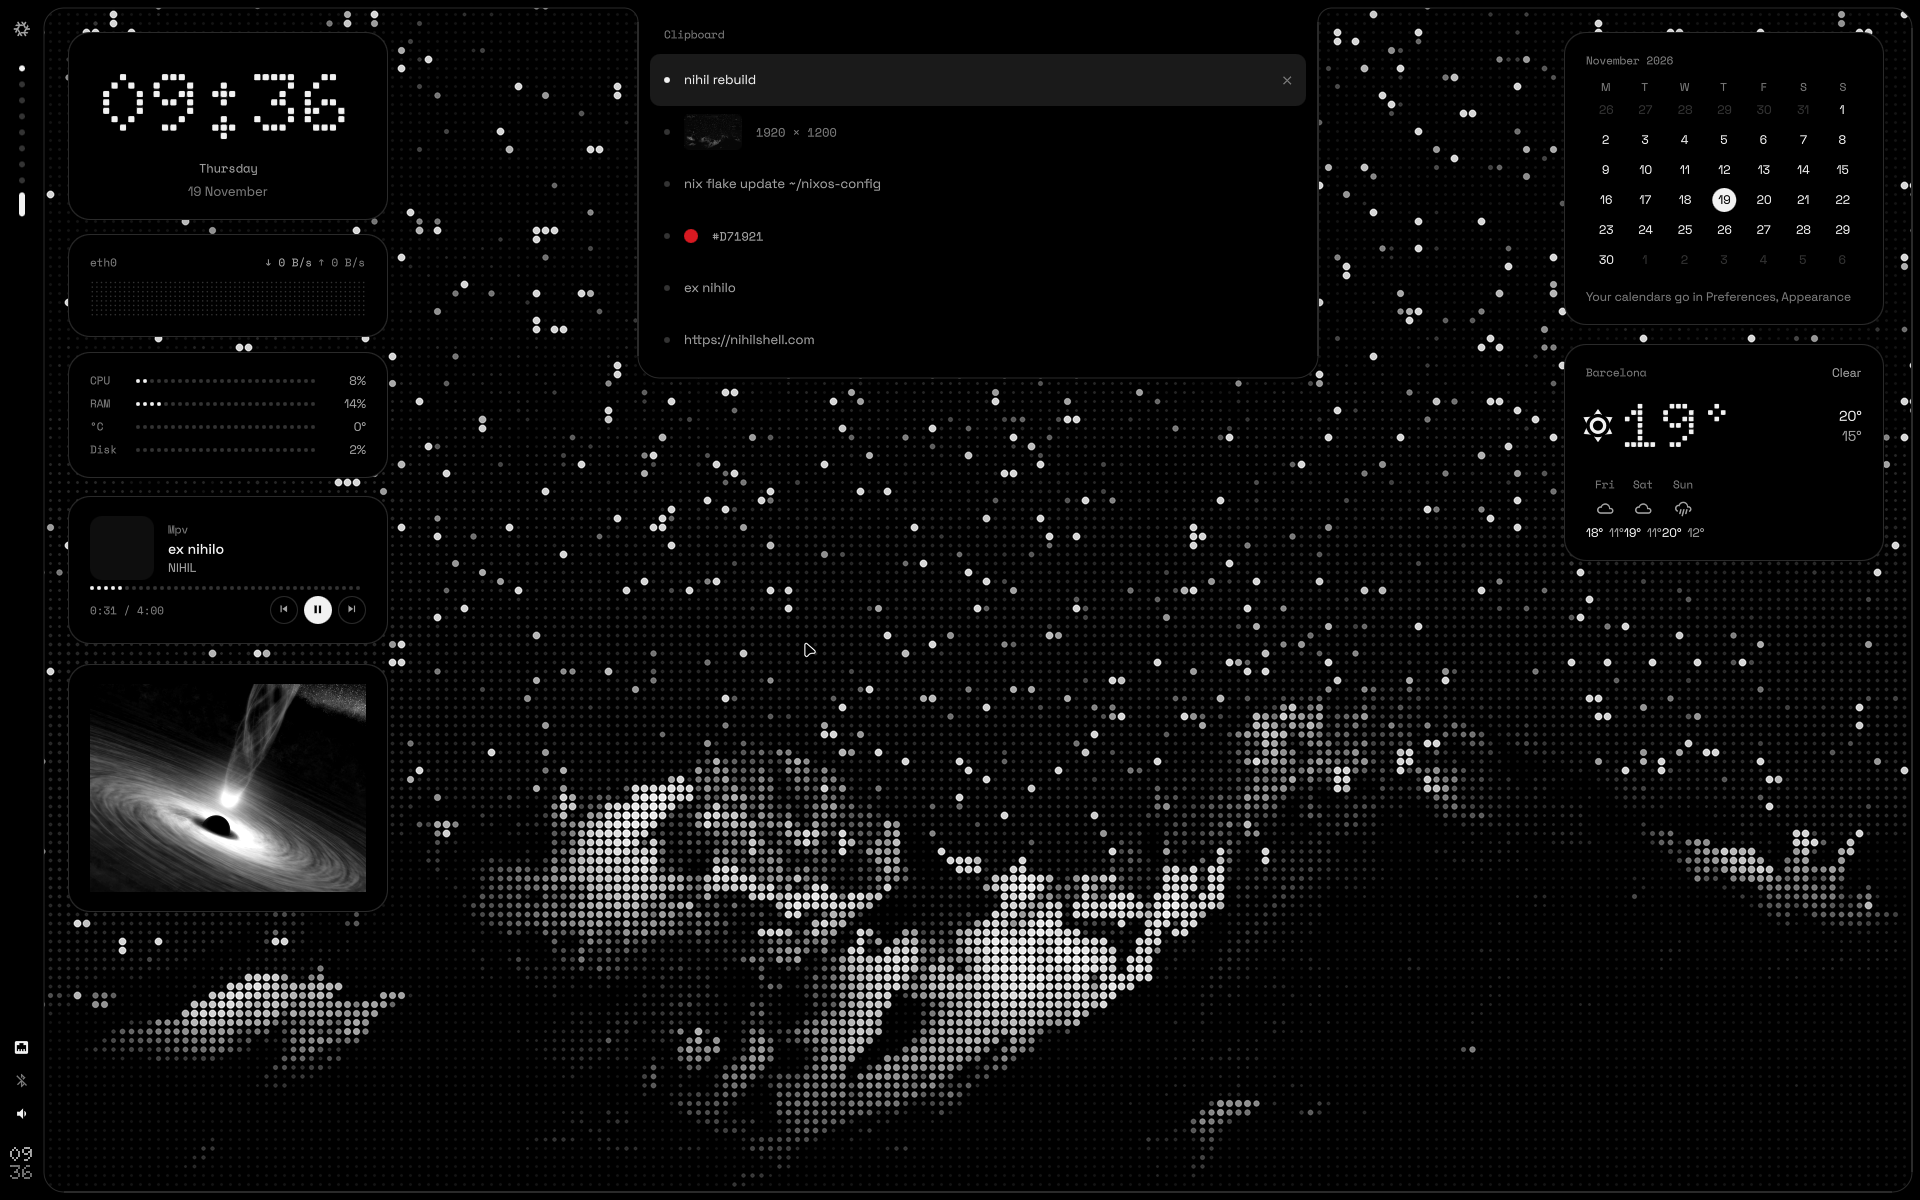 09:36
Thursday
19 November
eth0 ↓ 0 B/s ↑ 0 B/s
CPU 8%
RAM 14%
°C 0°
Disk 2%
Mpv
ex nihilo
NIHIL
0:31 / 4:00
09
36
Clipboard
nihil rebuild
1920 × 1200
nix flake update ~/nixos-config
#D71921
ex nihilo
https://nihilshell.com
November 2026
M T W T F S S
26 27 28 29 30 31 1
2 3 4 5 6 7 8
9 10 11 12 13 14 15
16 17 18 19 20 21 22
23 24 25 26 27 28 29
30 1 2 3 4 5 6
Your calendars go in Preferences, Appearance
Barcelona Clear
19° 20°
15°
Fri Sat Sun
18° 11° 19° 11° 20° 12°